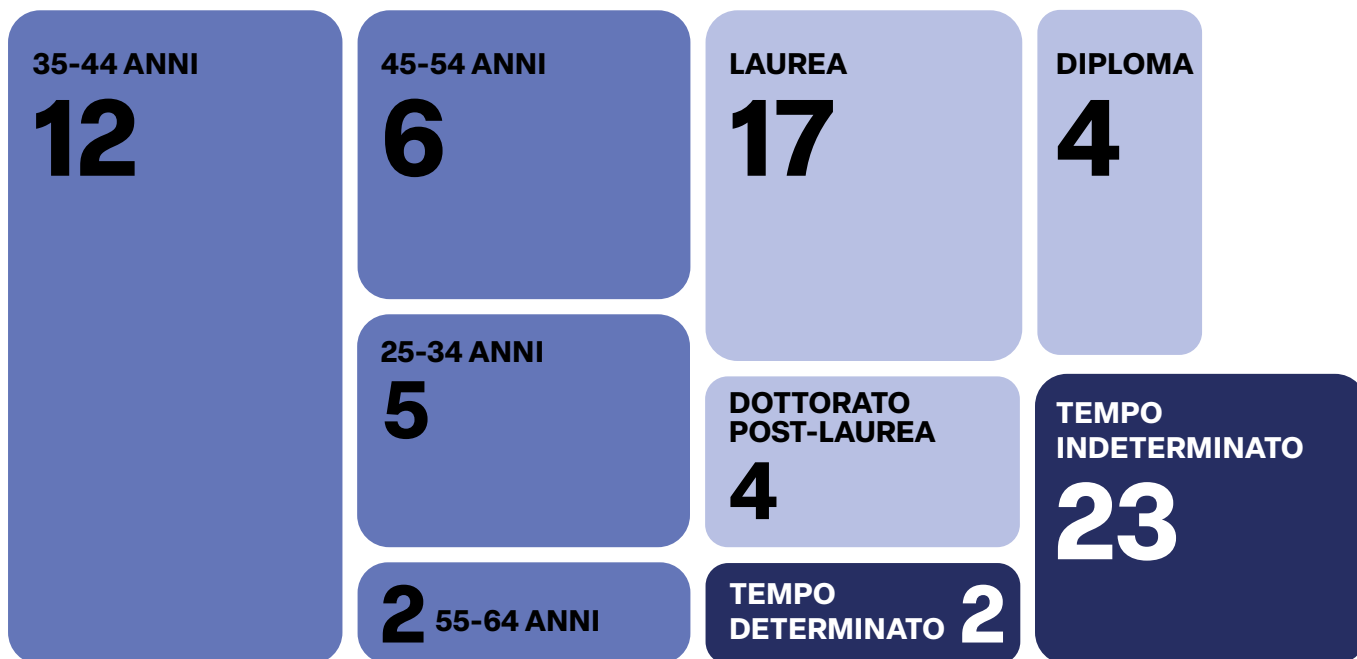 35-44 ANNI
12
45-54 ANNI
6
25-34 ANNI
5
2 55-64 ANNI
LAUREA
17
DOTTORATO
POST-LAUREA
4
TEMPO
DETERMINATO 2
DIPLOMA
4
TEMPO
INDETERMINATO
23